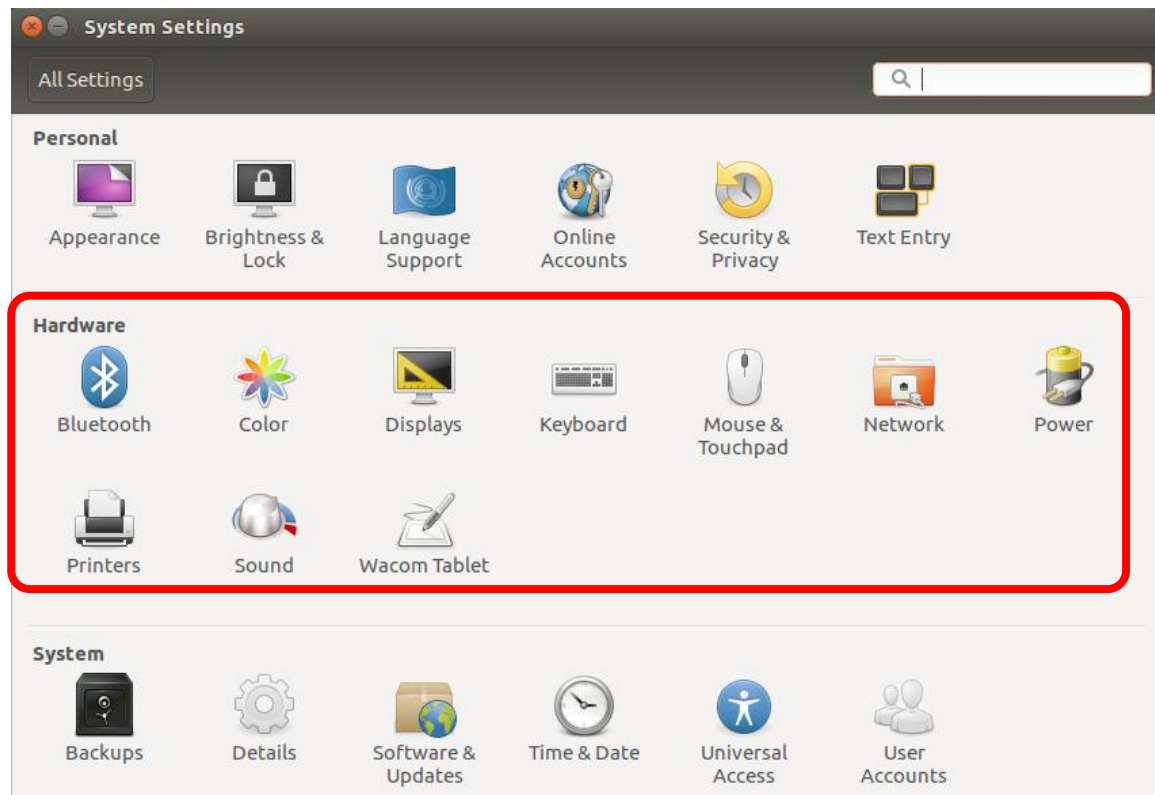 System Settings
All Settings
Personal
Appearance
Brightness &
Lock
Language
Support
Online
Accounts
Security &
Privacy
Text Entry
Hardware
Bluetooth
Color
Displays
Keyboard
Mouse &
Touchpad
Network
Power
Printers
Sound
Wacom Tablet
System
Backups
Details
Software &
Updates
Time & Date
Universal
Access
User
Accounts